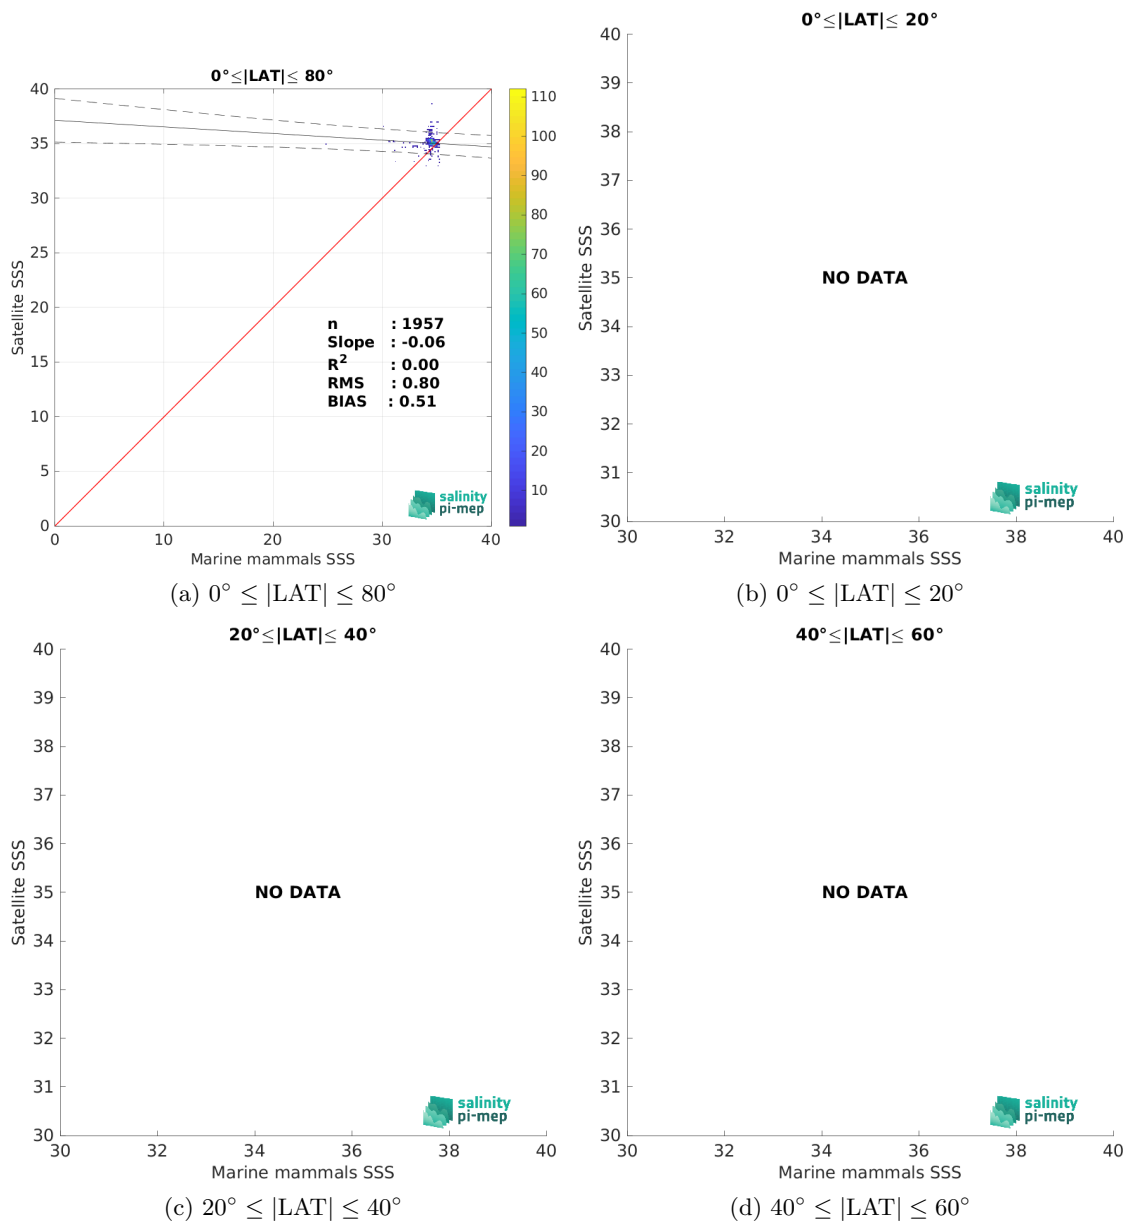 0°≤|LAT|≤ 80°
40
35
30
25
20
15
10
5
0
Satellite SSS
0
10
20
30
40
Marine mammals SSS
n : 1957
Slope : -0.06
R² : 0.00
RMS : 0.80
BIAS : 0.51
110
100
90
80
70
60
50
40
30
20
10
salinity
pi-mep
(a) 0° ≤ |LAT| ≤ 80°
0°≤|LAT|≤ 20°
40
39
38
37
36
35
34
33
32
31
30
Satellite SSS
NO DATA
30
32
34
36
38
40
Marine mammals SSS
salinity
pi-mep
(b) 0° ≤ |LAT| ≤ 20°
20°≤|LAT|≤ 40°
40
39
38
37
36
35
34
33
32
31
30
Satellite SSS
NO DATA
30
32
34
36
38
40
Marine mammals SSS
salinity
pi-mep
(c) 20° ≤ |LAT| ≤ 40°
40°≤|LAT|≤ 60°
40
39
38
37
36
35
34
33
32
31
30
Satellite SSS
NO DATA
30
32
34
36
38
40
Marine mammals SSS
salinity
pi-mep
(d) 40° ≤ |LAT| ≤ 60°